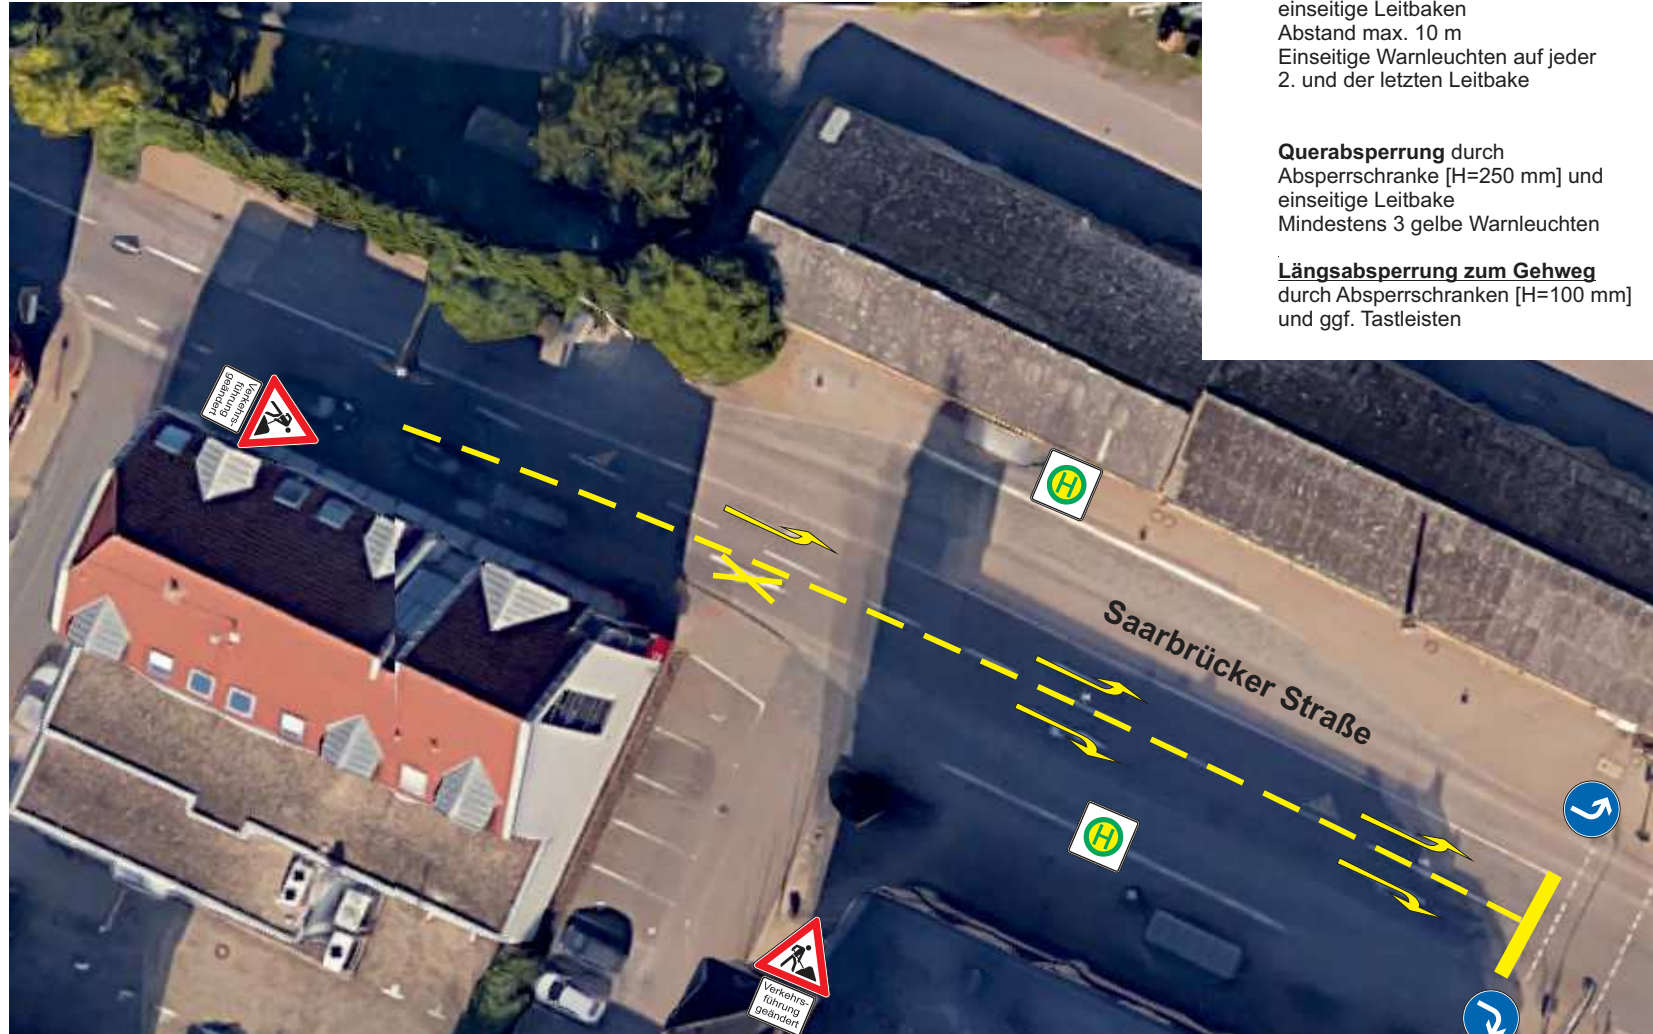 einseitige Leitbaken
Abstand max. 10 m
Einseitige Warnleuchten auf jeder
2. und der letzten Leitbake
Querabsperrung durch
Absperrschranke [H=250 mm] und
einseitige Leitbake
Mindestens 3 gelbe Warnleuchten
Längsabsperrung zum Gehweg
durch Absperrschranken [H=100 mm]
und ggf. Tastleisten
Verkehrs-
führung
geändert
H
Saarbrücker Straße
H
Verkehrs-
führung
geändert